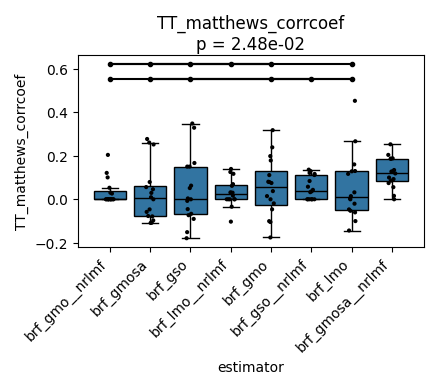 TT_matthews_corrcoef
p = 2.48e-02
TT_matthews_corrcoef
0.6
0.4
0.2
0.0
−0.2
brf_gmo__nrlmf
brf_gmosa
brf_gso
brf_lmo__nrlmf
brf_gmo
brf_gso__nrlmf
brf_lmo
brf_gmosa__nrlmf
estimator